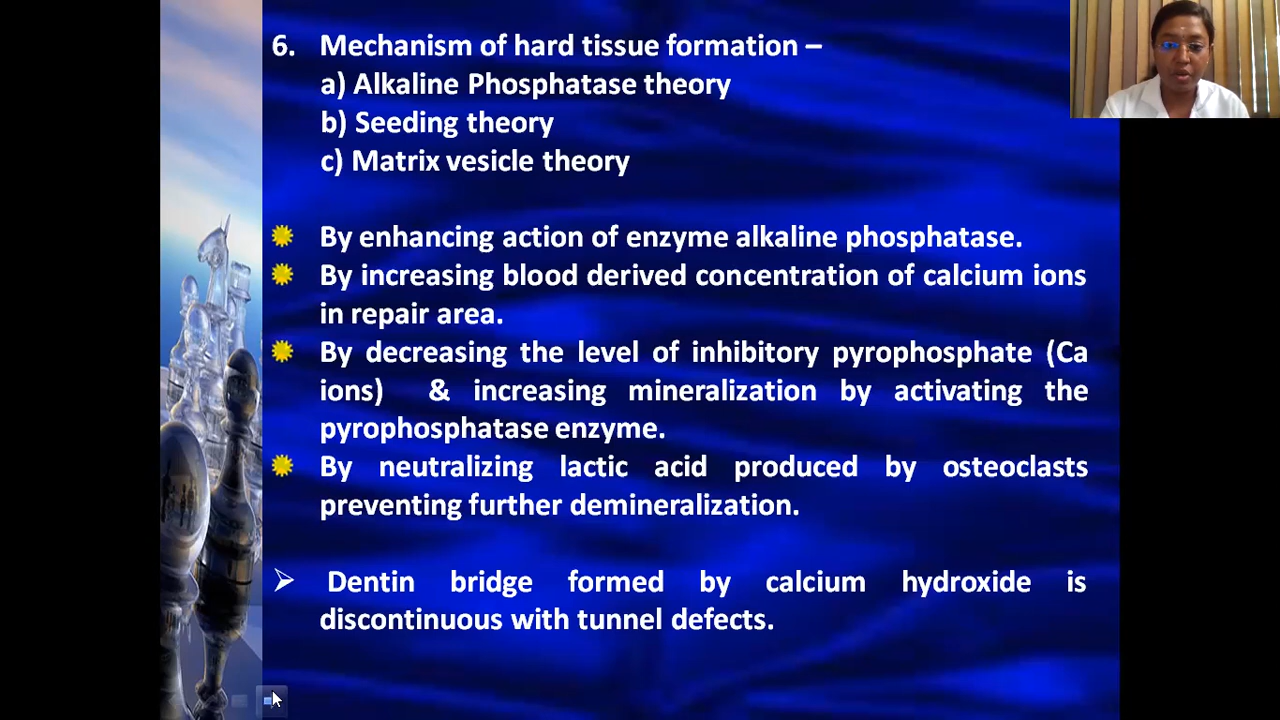 6. Mechanism of hard tissue formation –
a) Alkaline Phosphatase theory
b) Seeding theory
c) Matrix vesicle theory
By enhancing action of enzyme alkaline phosphatase.
By increasing blood derived concentration of calcium ions
in repair area.
By decreasing the level of inhibitory pyrophosphate (Ca
ions) & increasing mineralization by activating the
pyrophosphatase enzyme.
By neutralizing lactic acid produced by osteoclasts
preventing further demineralization.
Dentin bridge formed by calcium hydroxide is
discontinuous with tunnel defects.